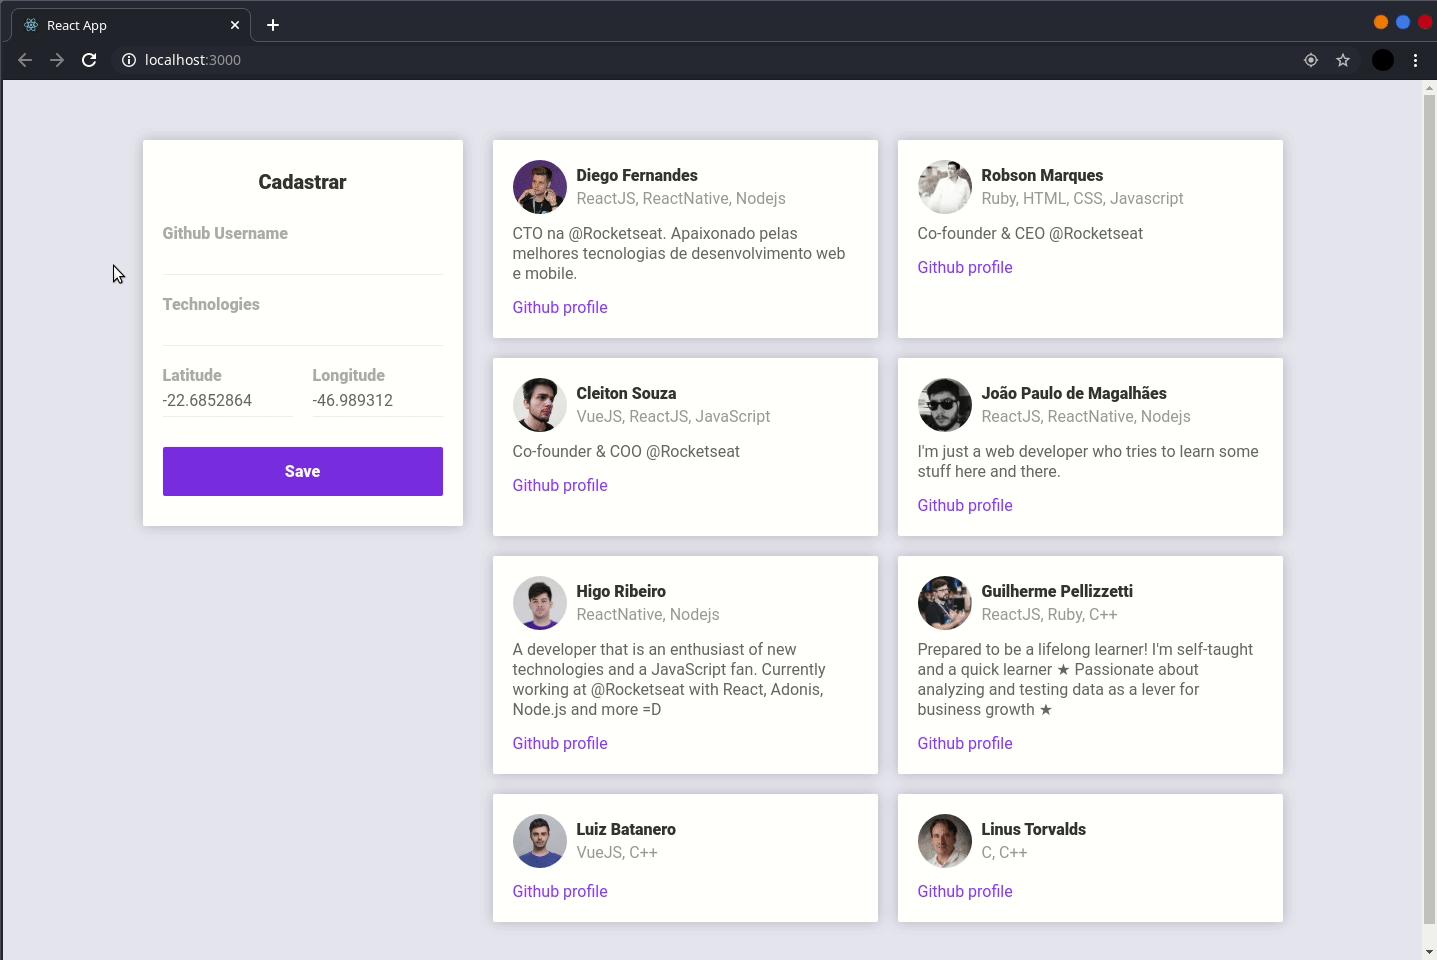 React App
localhost:3000
Cadastrar
Github Username
Technologies
Latitude
Longitude
-22.6852864
-46.989312
Save
Diego Fernandes
ReactJS, ReactNative, Nodejs
CTO na @Rocketseat. Apaixonado pelas
melhores tecnologias de desenvolvimento web
e mobile.
Github profile
Robson Marques
Ruby, HTML, CSS, Javascript
Co-founder & CEO @Rocketseat
Github profile
Cleiton Souza
VueJS, ReactJS, JavaScript
Co-founder & COO @Rocketseat
Github profile
João Paulo de Magalhães
ReactJS, ReactNative, Nodejs
I'm just a web developer who tries to learn some
stuff here and there.
Github profile
Higo Ribeiro
ReactNative, Nodejs
A developer that is an enthusiast of new
technologies and a JavaScript fan. Currently
working at @Rocketseat with React, Adonis,
Node.js and more =D
Github profile
Guilherme Pellizzetti
ReactJS, Ruby, C++
Prepared to be a lifelong learner! I'm self-taught
and a quick learner ★ Passionate about
analyzing and testing data as a lever for
business growth ★
Github profile
Luiz Batanero
VueJS, C++
Github profile
Linus Torvalds
C, C++
Github profile